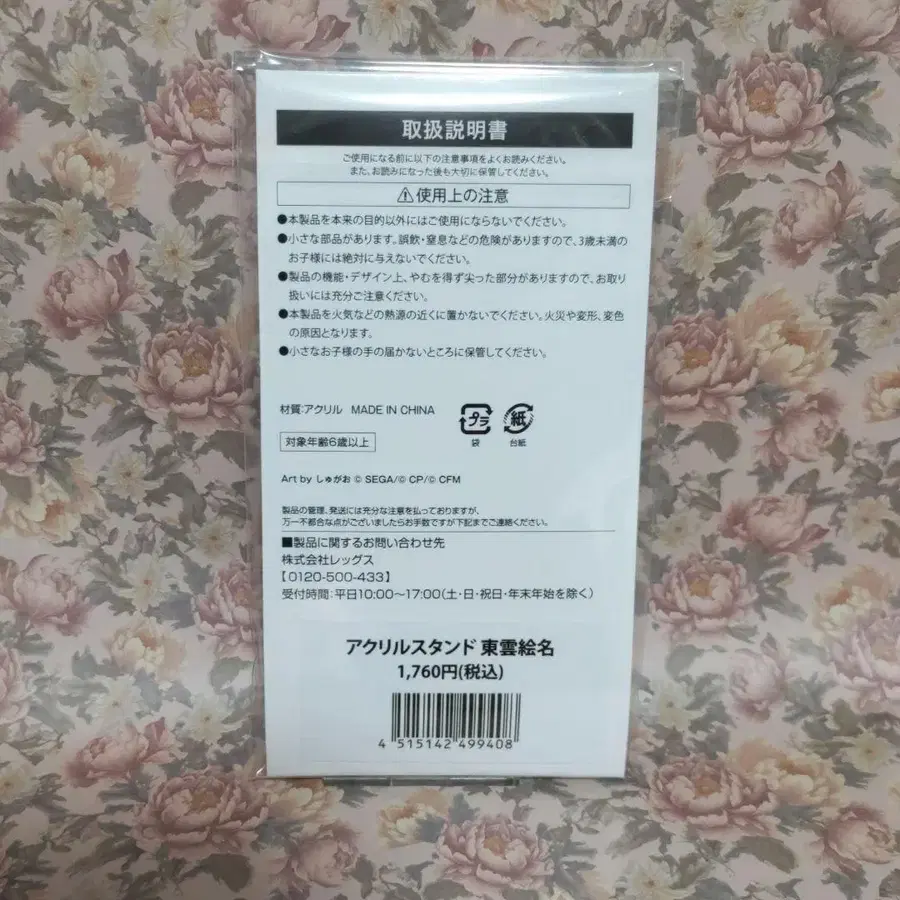 取扱説明書
ご使用になる前に以下の注意事項をよくお読みください。
また、お読みになった後も大切に保管してください。
⚠使用上の注意
●本製品を本来の目的以外にはご使用にならないでください。
●小さな部品があります。誤飲・窒息などの危険がありますので、3歳未満の
お子様には絶対に与えないでください。
●製品の機能・デザイン上、やむを得ず尖った部分がありますので、お取り
扱いには充分ご注意ください。
●本製品を火気などの熱源の近くに置かないでください。火災や変形、変色
の原因となります。
●小さなお子様の手の届かないところに保管してください。
材質:アクリル MADE IN CHINA
プラ 紙
袋 台紙
対象年齢6歳以上
Art by しゅがお © SEGA/© CP/© CFM
製品の管理、発送には充分な注意を払っておりますが、
万一不都合な点がございましたらお手数ですが下記までご連絡ください。
■製品に関するお問い合わせ先
株式会社レッグス
【0120-500-433】
受付時間:平日10:00～17:00(土・日・祝日・年末年始を除く)
アクリルスタンド 東雲絵名
1,760円(税込)
4 515142 499408